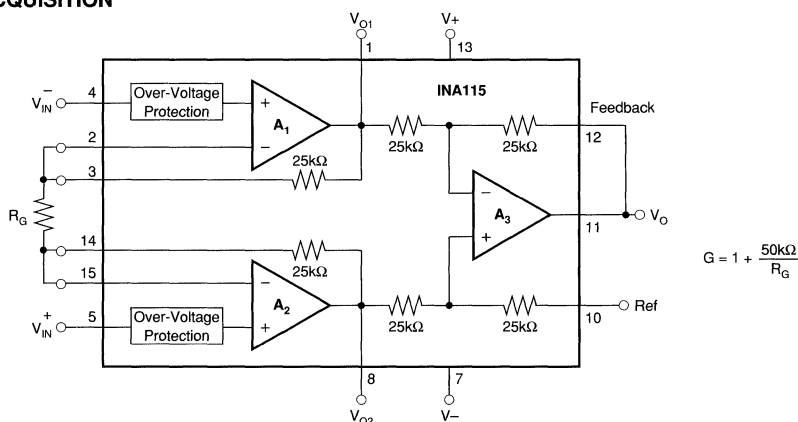 ACQUISITION
V_O1
V+
1
13
INA115
Feedback
V_IN^-
4
Over-Voltage
Protection
+
A_1
−
25kΩ
25kΩ
12
2
25kΩ
3
R_G
−
A_3
+
11
V_O
G = 1 + 50kΩ / R_G
14
25kΩ
15
−
A_2
+
V_IN^+
5
Over-Voltage
Protection
25kΩ
25kΩ
10
Ref
8
7
V_O2
V−